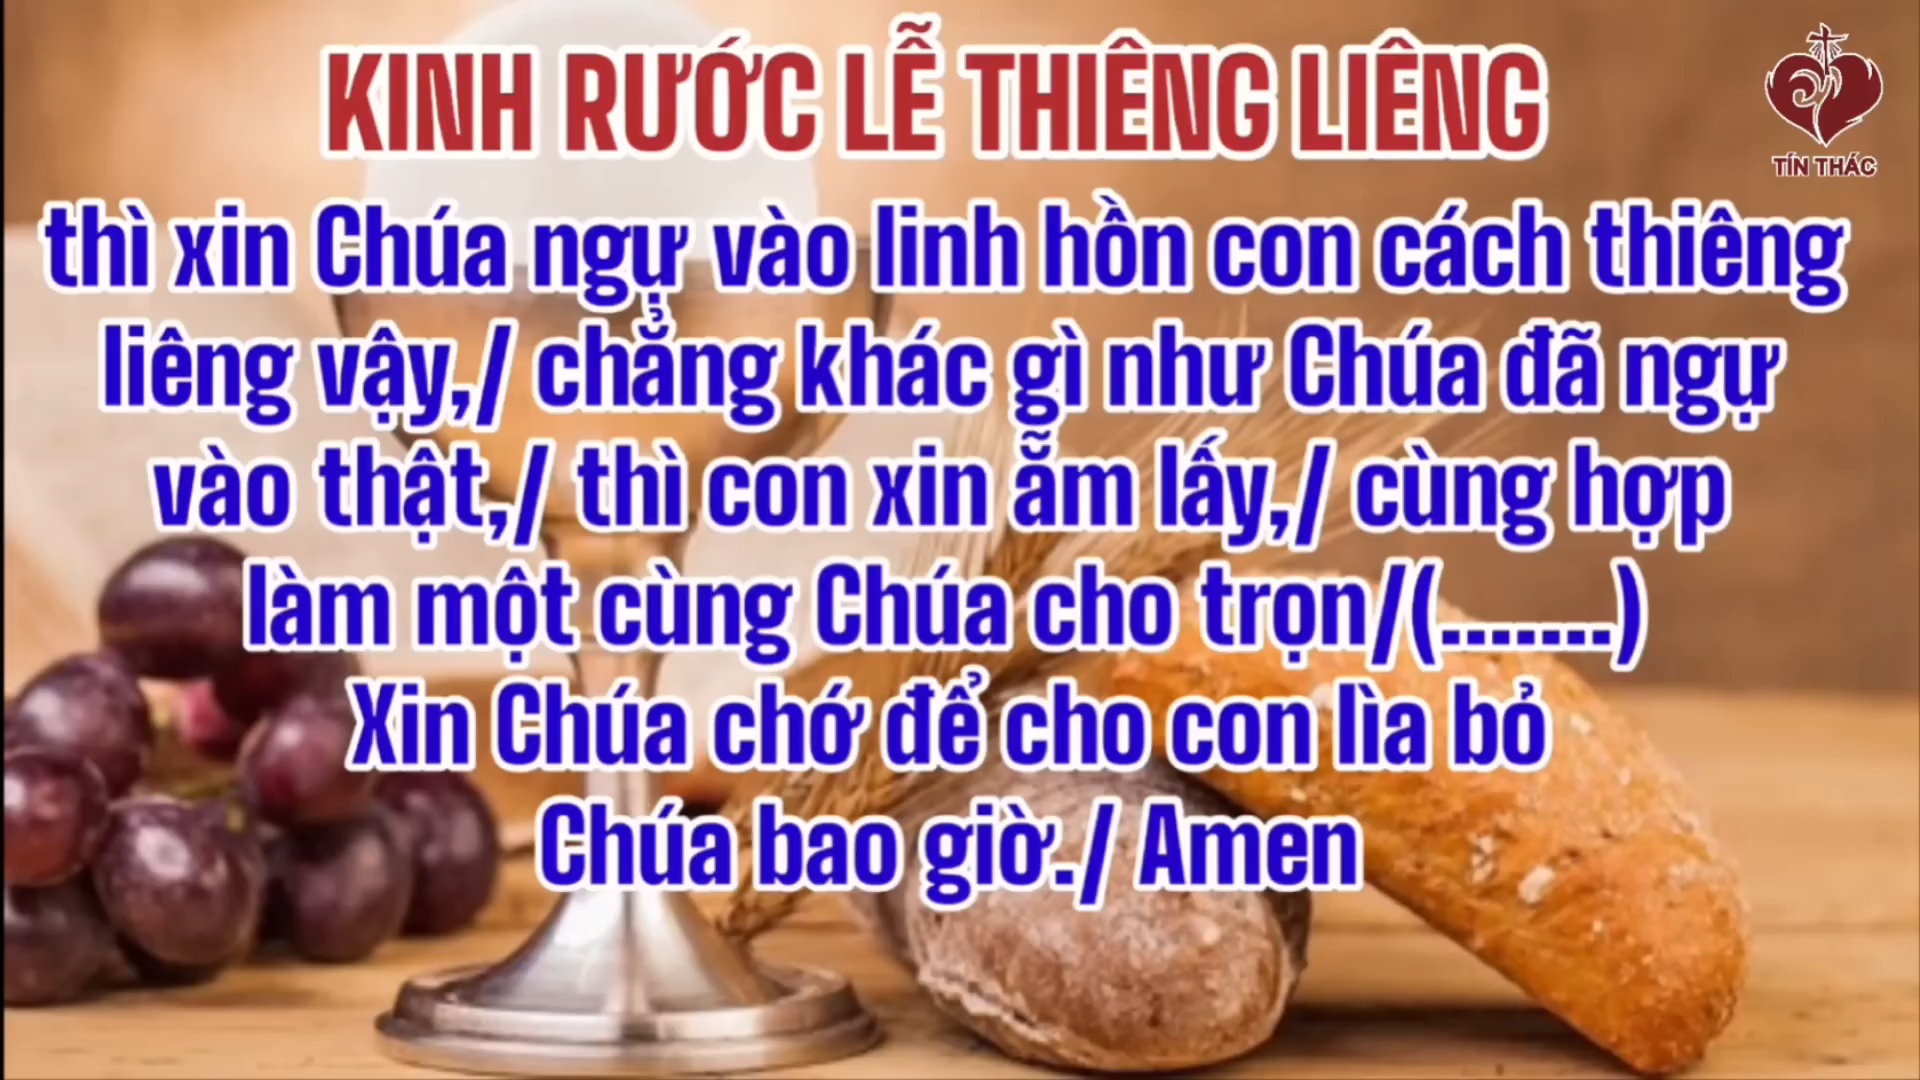 KINH RƯỚC LỄ THIÊNG LIÊNG
TÍN THÁC
thì xin Chúa ngự vào linh hồn con cách thiêng
liêng vậy,/ chẳng khác gì như Chúa đã ngự
vào thật,/ thì con xin ẵm lấy,/ cùng hợp
làm một cùng Chúa cho trọn/(.......)
Xin Chúa chớ để cho con lìa bỏ
Chúa bao giờ./ Amen